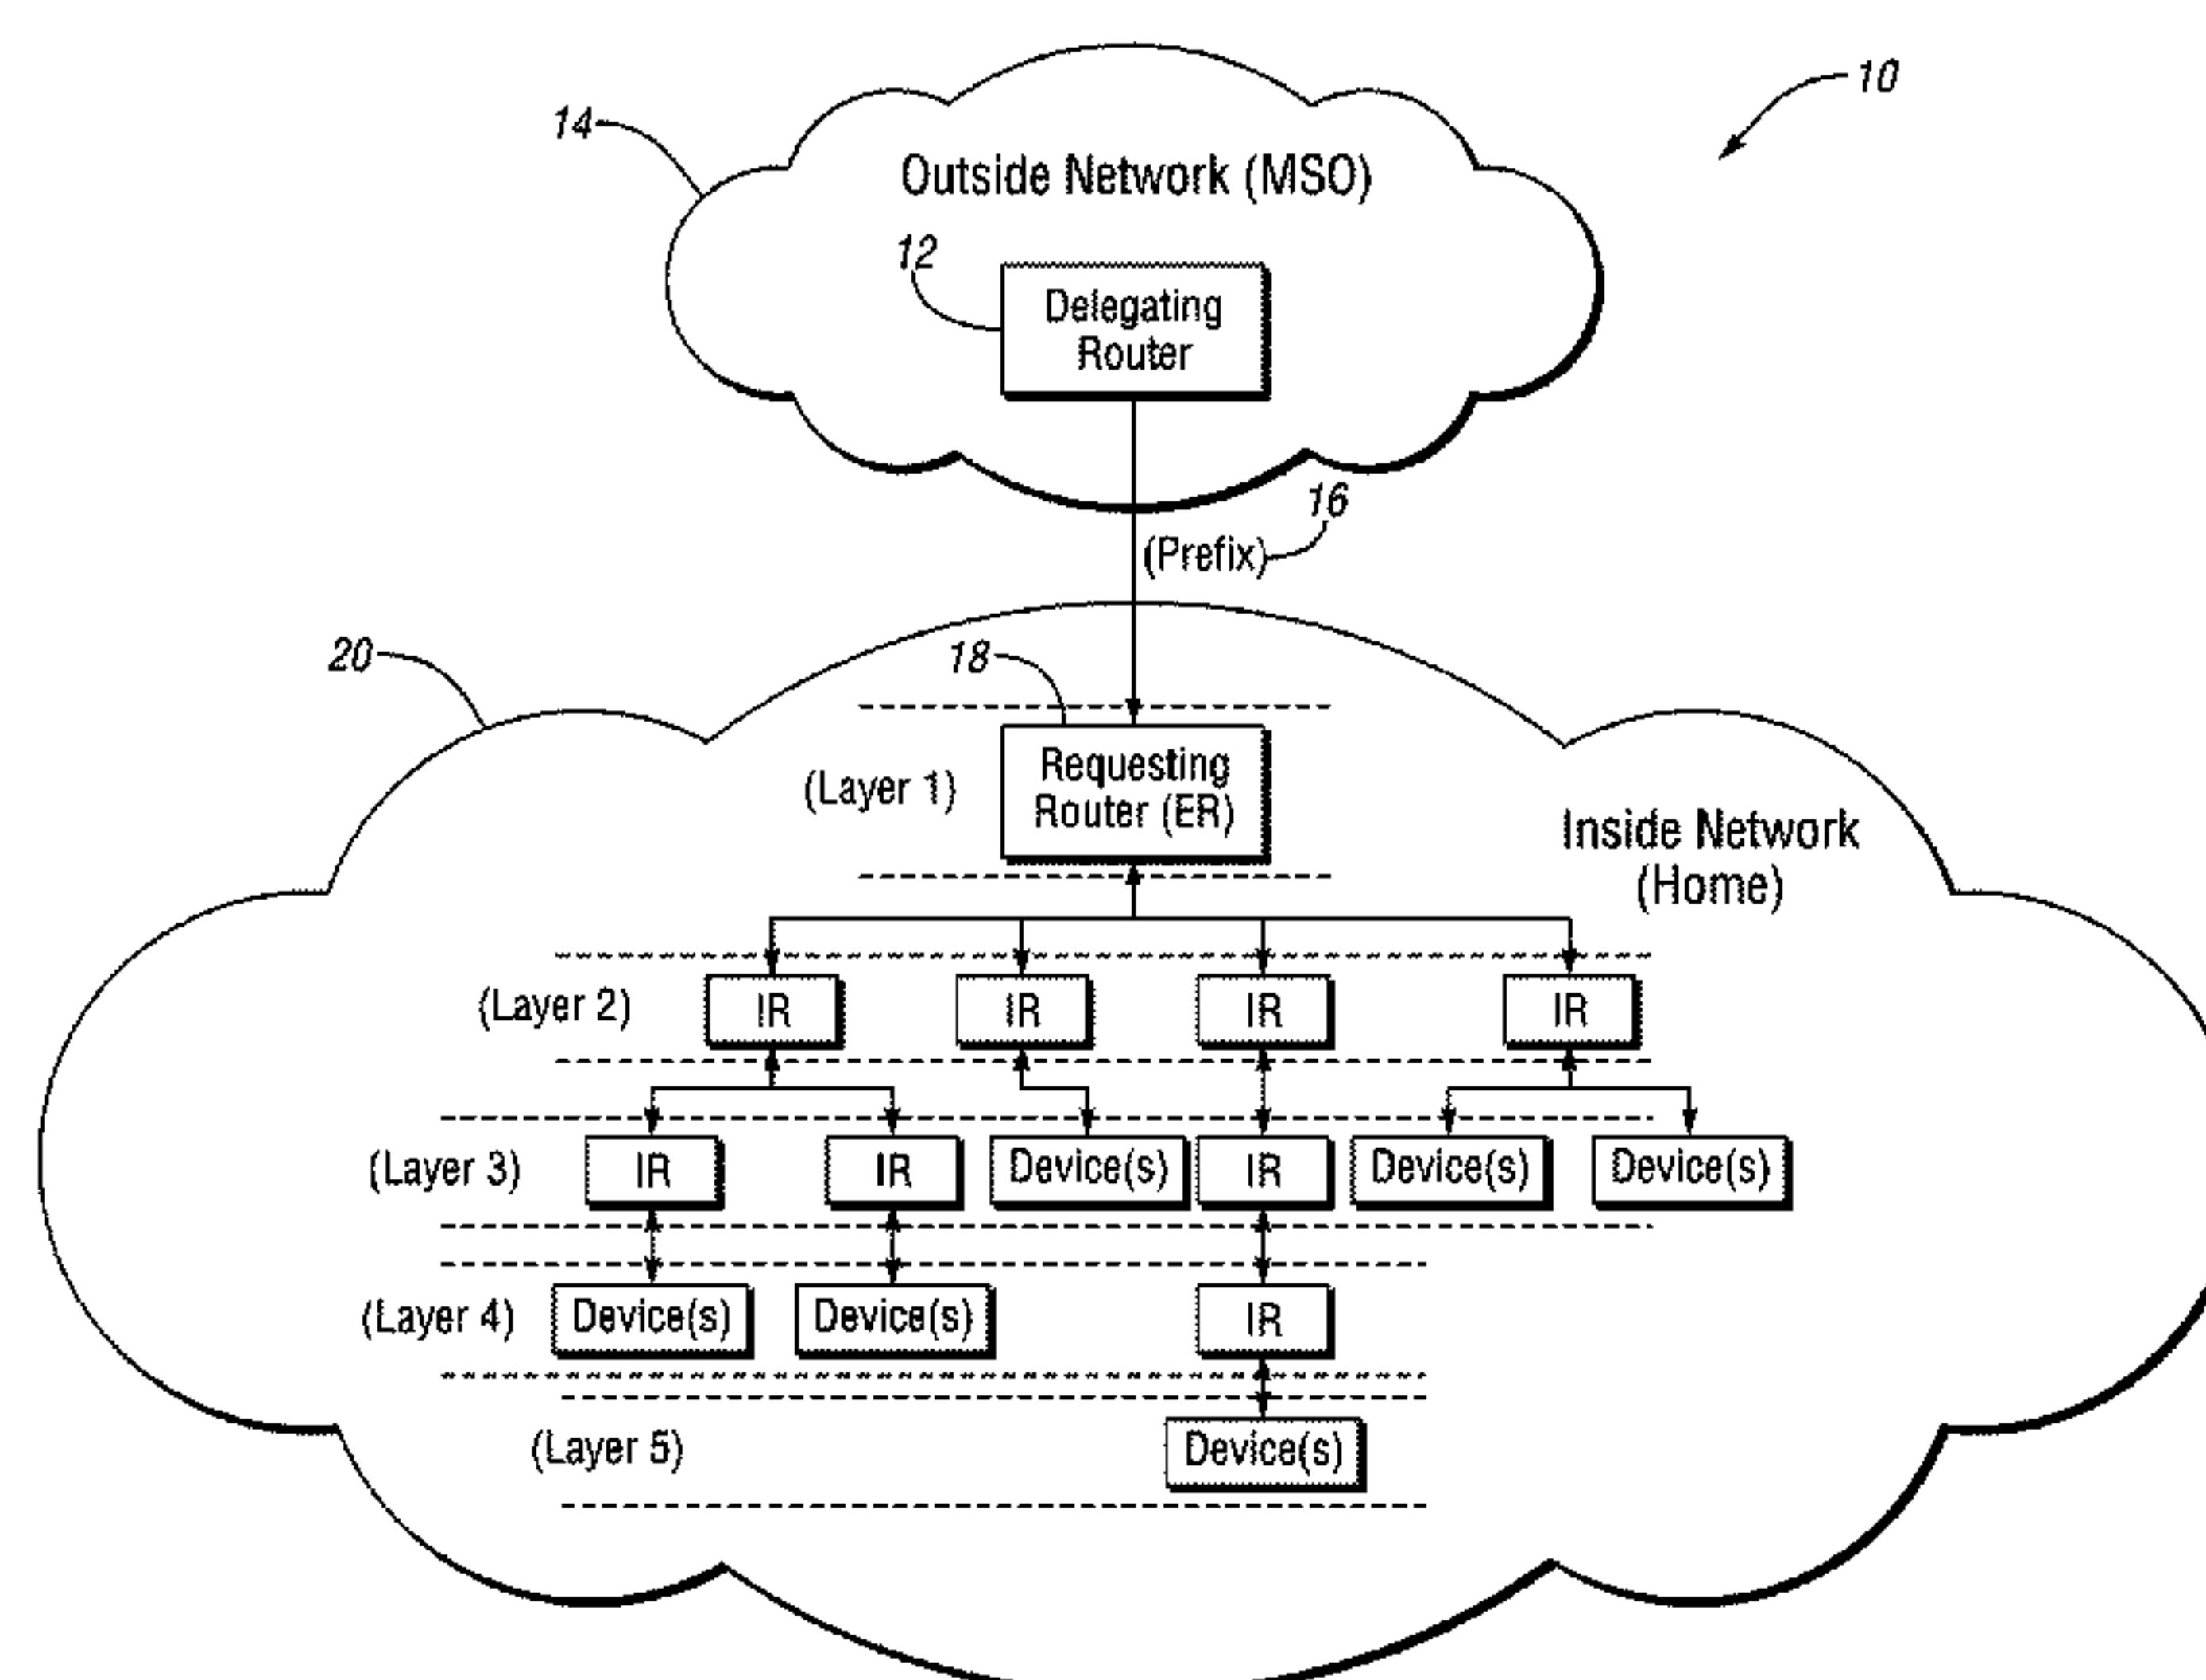 10
14
Outside Network (MSO)
12
Delegating
Router
16
(Prefix)
20
18
(Layer 1)
Requesting
Router (ER)
Inside Network
(Home)
(Layer 2)
IR
IR
IR
IR
(Layer 3)
IR
IR
Device(s)
IR
Device(s)
Device(s)
(Layer 4)
Device(s)
Device(s)
IR
(Layer 5)
Device(s)